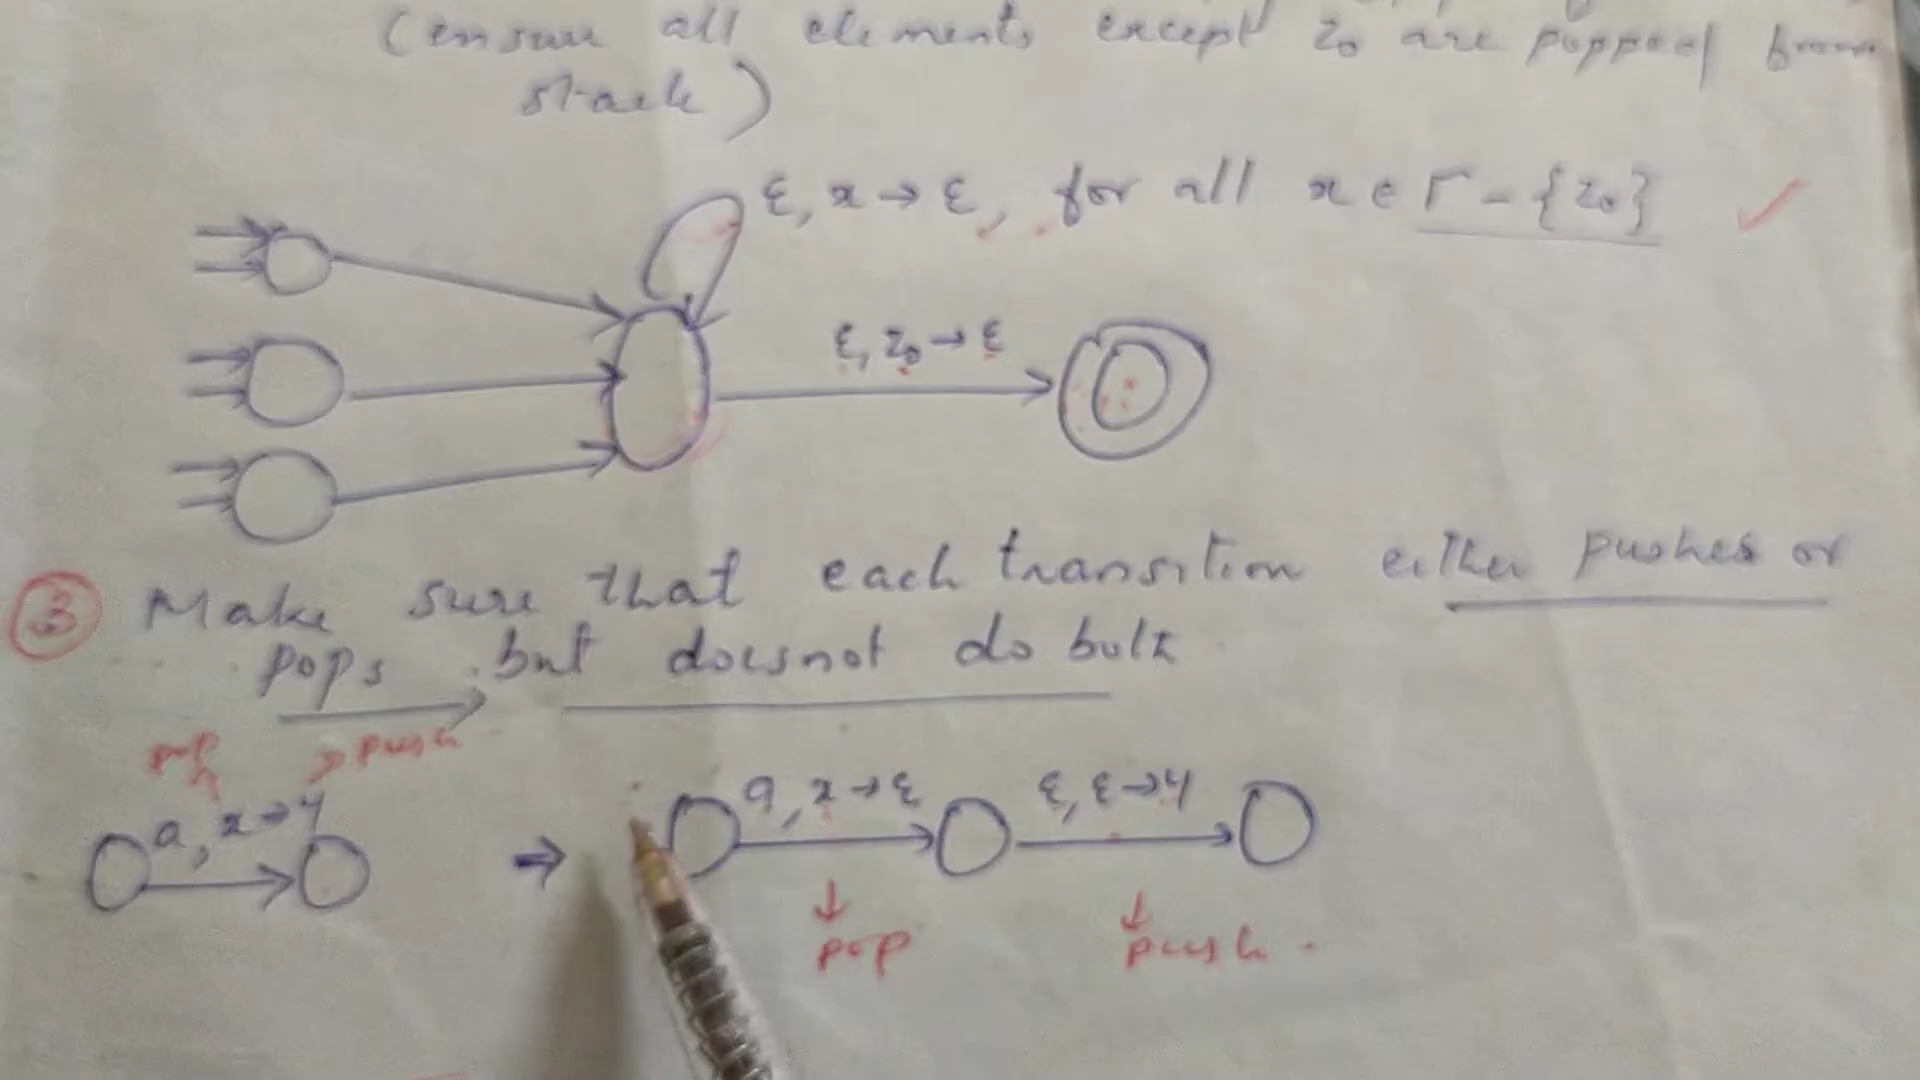 (ensure all elements except z₀ are popped from
stack)
ε, x → ε, for all x ∈ Γ - {z₀}
ε, z₀ → ε
3 Make sure that each transition either pushes or
pops but doesnot do both.
pop push
a, x → y ⇒ a, x → ε ε, ε → y
pop push.